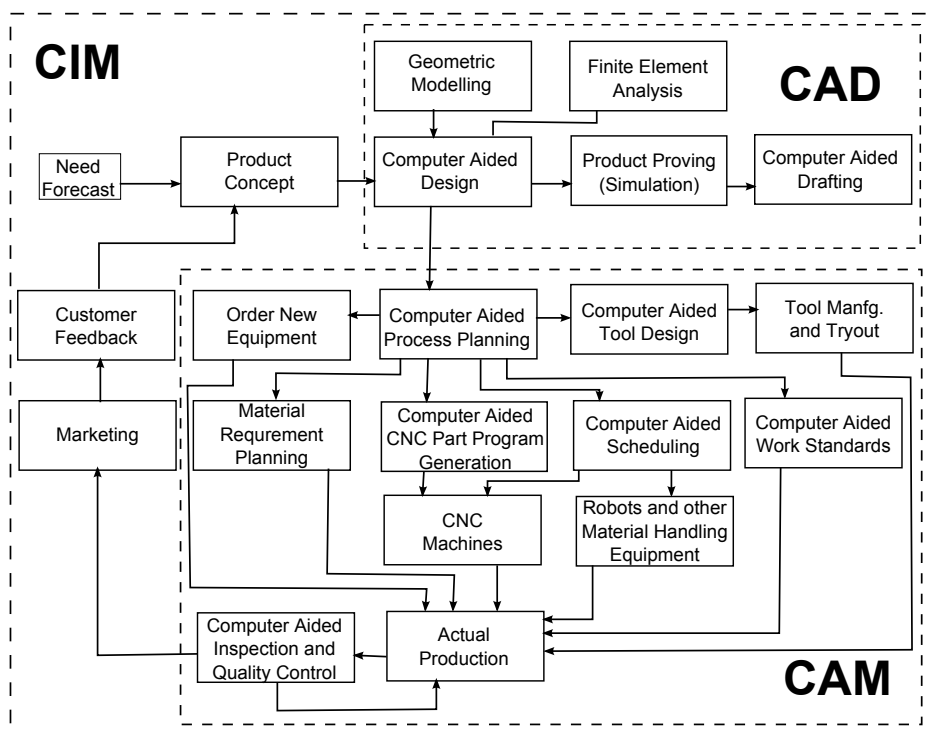 CIM
CAD
Geometric
Modelling
Finite Element
Analysis
Need
Forecast
Product
Concept
Computer Aided
Design
Product Proving
(Simulation)
Computer Aided
Drafting
Customer
Feedback
Order New
Equipment
Computer Aided
Process Planning
Computer Aided
Tool Design
Tool Manfg.
and Tryout
Marketing
Material
Requrement
Planning
Computer Aided
CNC Part Program
Generation
Computer Aided
Scheduling
Computer Aided
Work Standards
CNC
Machines
Robots and other
Material Handling
Equipment
Computer Aided
Inspection and
Quality Control
Actual
Production
CAM